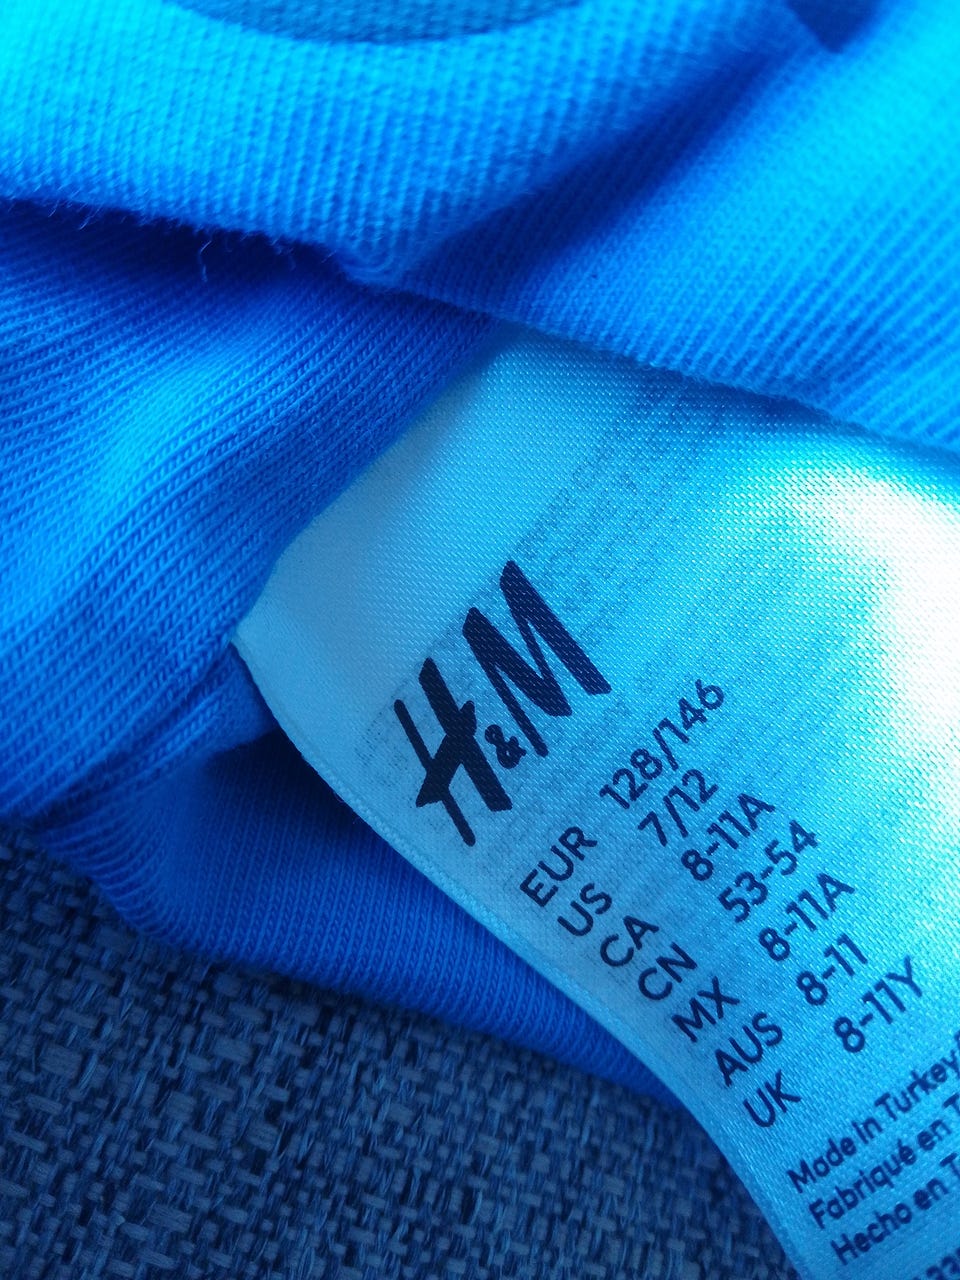 H&M
EUR 128/146
US 7/12
CA 8-11A
CN 53-54
MX 8-11A
AUS 8-11
UK 8-11Y
Made In Turkey
Fabriqué en
Hecho en